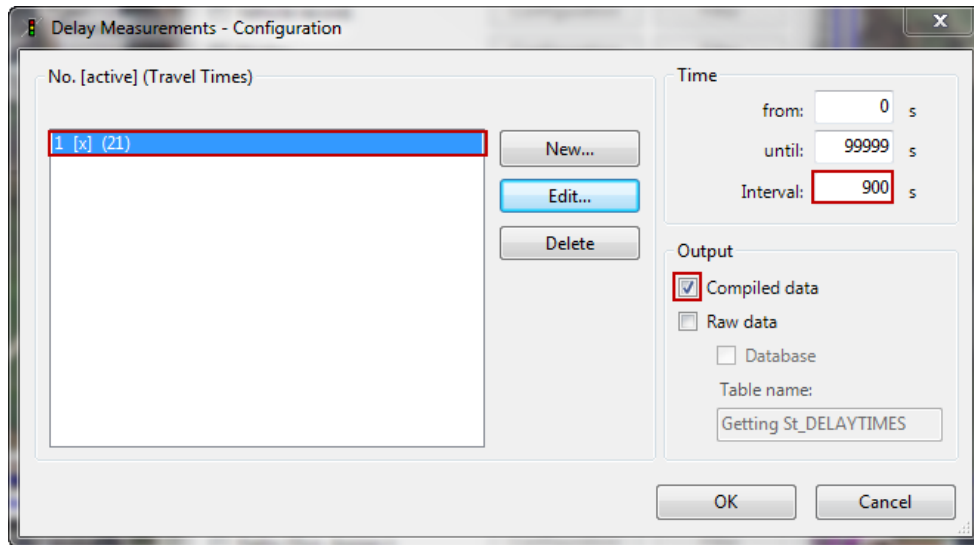 Delay Measurements - Configuration
x
No. [active] (Travel Times)
1 [x] (21)
New...
Edit...
Delete
Time
from: 0 s
until: 99999 s
Interval: 900 s
Output
Compiled data
Raw data
Database
Table name:
Getting St_DELAYTIMES
OK
Cancel